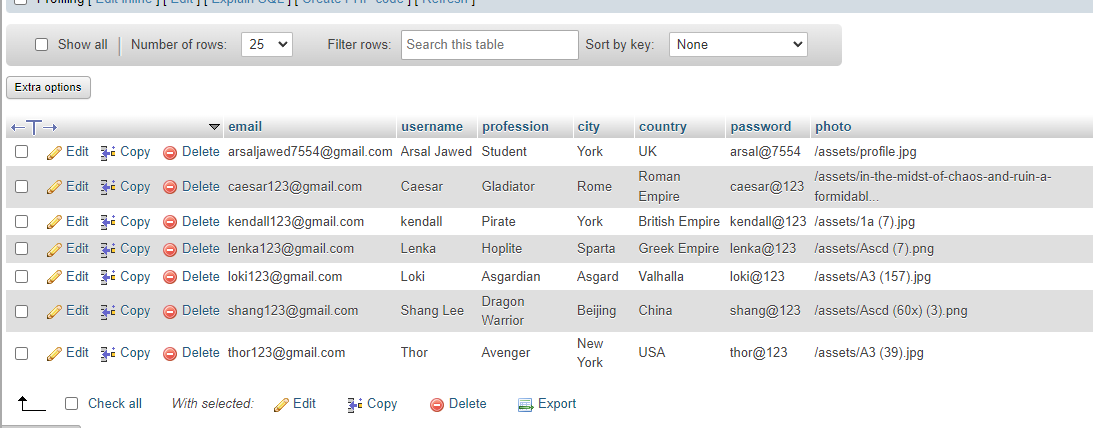 Profiling [ Edit inline ] [ Edit ] [ Explain SQL ] [ Create PHP code ] [ Refresh ]
Show all Number of rows: 25 Filter rows: Search this table Sort by key: None
Extra options
email username profession city country password photo
Edit Copy Delete arsaljawed7554@gmail.com Arsal Jawed Student York UK arsal@7554 /assets/profile.jpg
Edit Copy Delete caesar123@gmail.com Caesar Gladiator Rome Roman Empire caesar@123 /assets/in-the-midst-of-chaos-and-ruin-a-formidabl...
Edit Copy Delete kendall123@gmail.com kendall Pirate York British Empire kendall@123 /assets/1a (7).jpg
Edit Copy Delete lenka123@gmail.com Lenka Hoplite Sparta Greek Empire lenka@123 /assets/Ascd (7).png
Edit Copy Delete loki123@gmail.com Loki Asgardian Asgard Valhalla loki@123 /assets/A3 (157).jpg
Edit Copy Delete shang123@gmail.com Shang Lee Dragon Warrior Beijing China shang@123 /assets/Ascd (60x) (3).png
Edit Copy Delete thor123@gmail.com Thor Avenger New York USA thor@123 /assets/A3 (39).jpg
Check all With selected: Edit Copy Delete Export